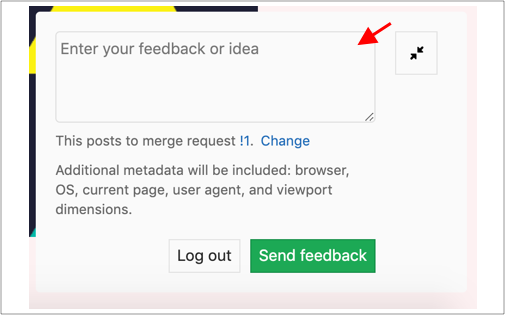 Enter your feedback or idea
This posts to merge request !1. Change
Additional metadata will be included: browser,
OS, current page, user agent, and viewport
dimensions.
Log out
Send feedback